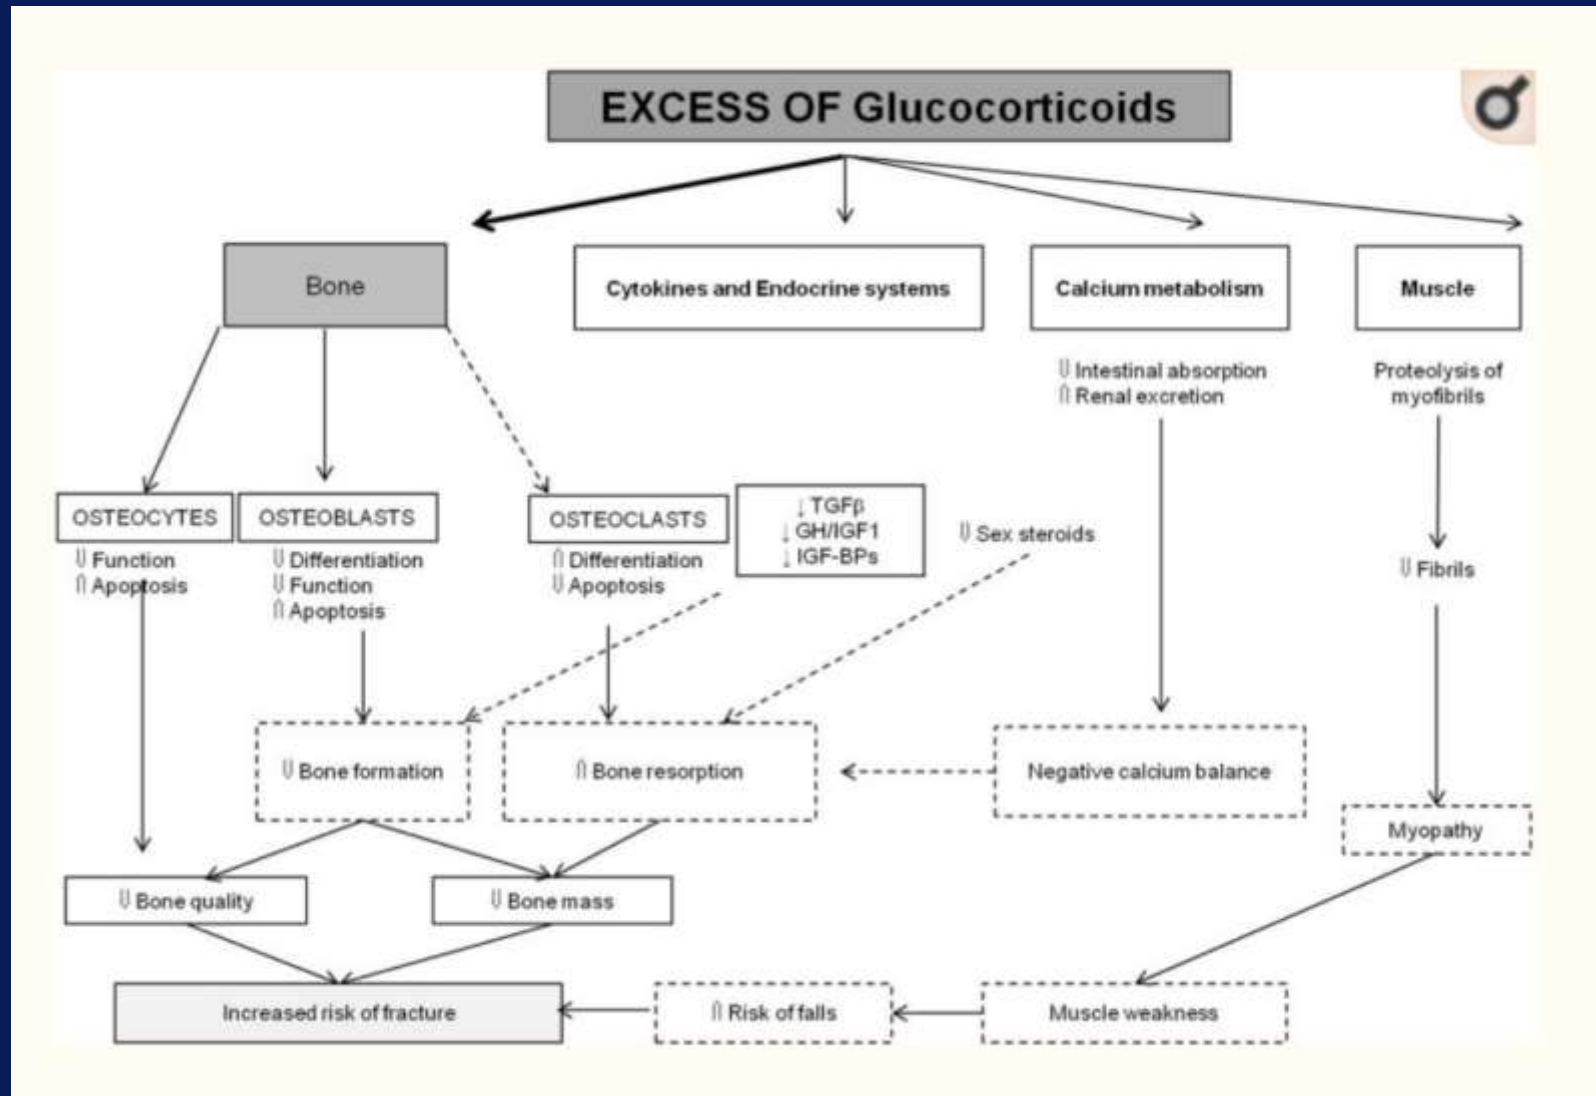 EXCESS OF Glucocorticoids
Bone
Cytokines and Endocrine systems
Calcium metabolism
Muscle
⇓ Intestinal absorption
⇑ Renal excretion
Proteolysis of
myofibrils
OSTEOCYTES
⇓ Function
⇑ Apoptosis
OSTEOBLASTS
⇓ Differentiation
⇓ Function
⇑ Apoptosis
OSTEOCLASTS
⇑ Differentiation
⇓ Apoptosis
↓ TGFβ
↓ GH/IGF1
↓ IGF-BPs
⇓ Sex steroids
⇓ Fibrils
⇓ Bone formation
⇑ Bone resorption
Negative calcium balance
Myopathy
⇓ Bone quality
⇓ Bone mass
Increased risk of fracture
⇑ Risk of falls
Muscle weakness